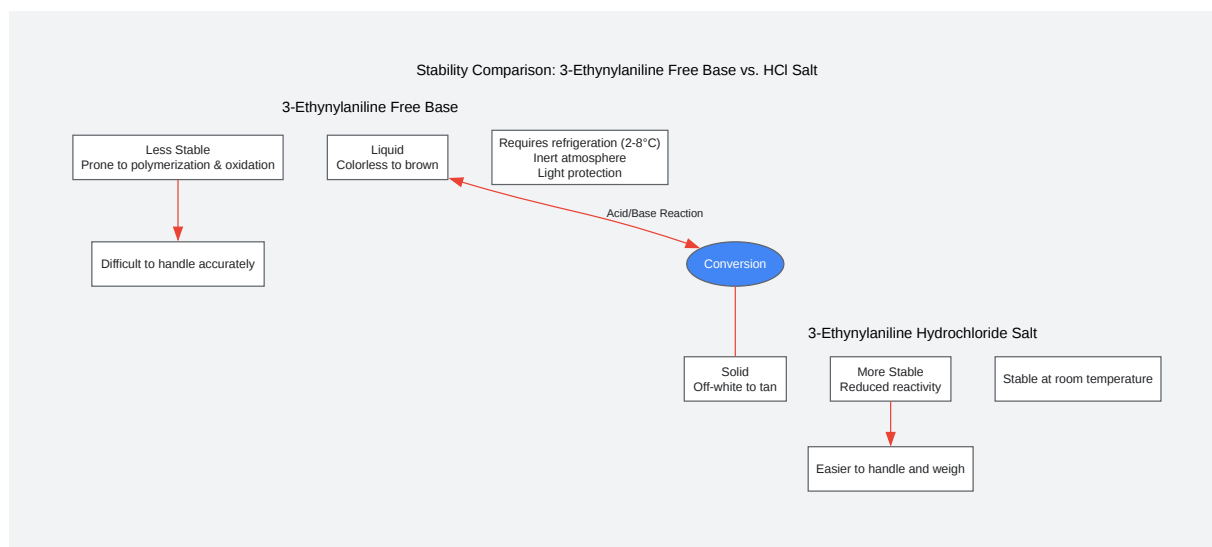 Stability Comparison: 3-Ethynylaniline Free Base vs. HCl Salt
3-Ethynylaniline Free Base
Less Stable
Prone to polymerization & oxidation
Liquid
Colorless to brown
Requires refrigeration (2-8°C)
Inert atmosphere
Light protection
Acid/Base Reaction
Difficult to handle accurately
Conversion
3-Ethynylaniline Hydrochloride Salt
Solid
Off-white to tan
More Stable
Reduced reactivity
Stable at room temperature
Easier to handle and weigh